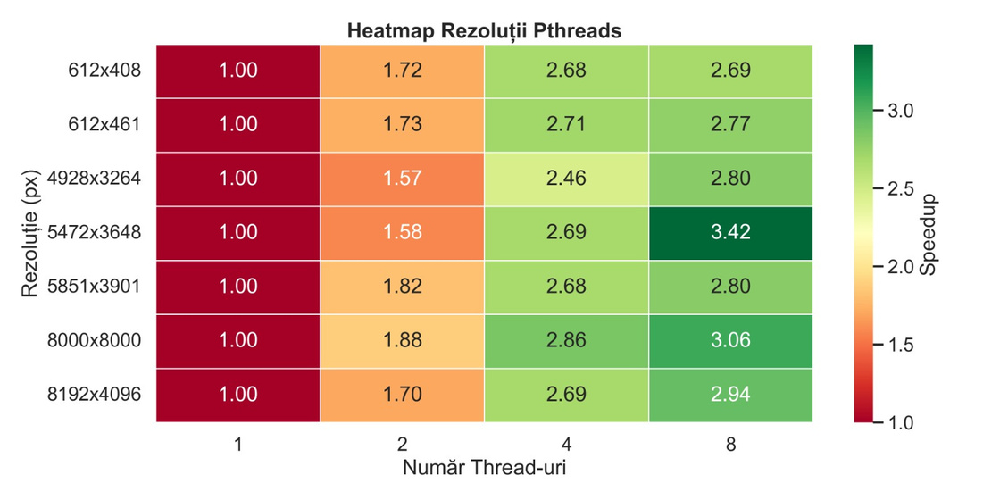 Heatmap Rezoluții Pthreads
Rezoluție (px)
612x408 1.00 1.72 2.68 2.69
612x461 1.00 1.73 2.71 2.77
4928x3264 1.00 1.57 2.46 2.80
5472x3648 1.00 1.58 2.69 3.42
5851x3901 1.00 1.82 2.68 2.80
8000x8000 1.00 1.88 2.86 3.06
8192x4096 1.00 1.70 2.69 2.94
1 2 4 8
Număr Thread-uri
3.0
2.5
2.0
1.5
1.0
Speedup